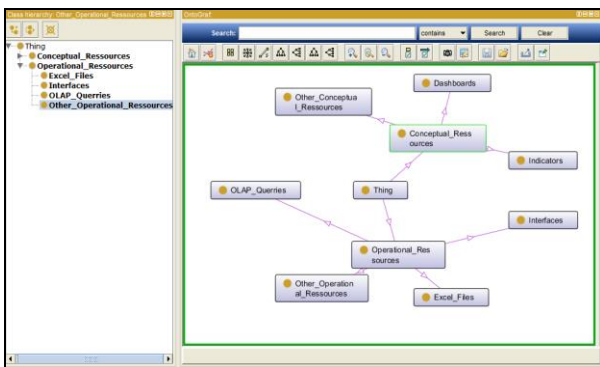 Class hierarchy: Other_Operational_Ressources
OntoGraf
Search:
contains
Search
Clear
Thing
Conceptual_Ressources
Operational_Ressources
Excel_Files
Interfaces
OLAP_Querries
Other_Operational_Ressources
Dashboards
Other_Conceptua
l_Ressources
Conceptual_Ress
ources
Indicators
OLAP_Querries
Thing
Interfaces
Operational_Res
sources
Other_Operation
al_Ressources
Excel_Files